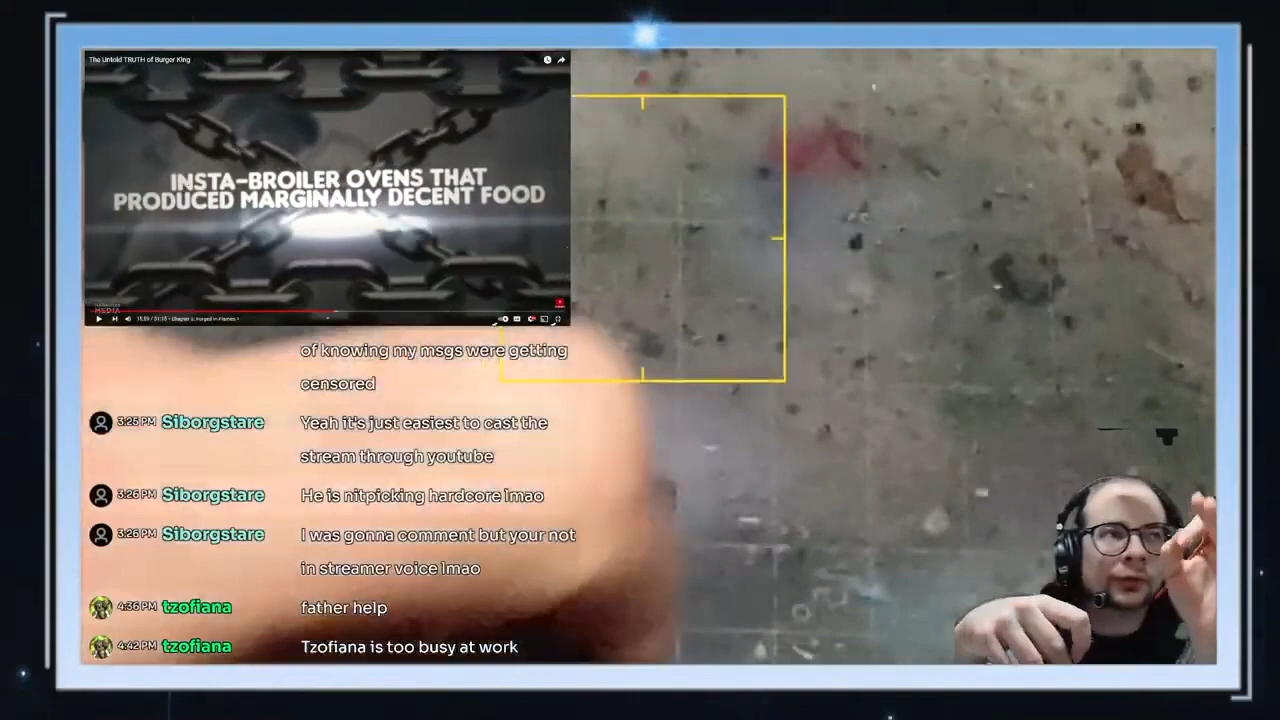 The Untold TRUTH of Burger King
INSTA-BROILER OVENS THAT
PRODUCED MARGINALLY DECENT FOOD
MEDIA
of knowing my msgs were getting
censored
3:25 PM Siborgstare Yeah it's just easiest to cast the
stream through youtube
3:26 PM Siborgstare He is nitpicking hardcore lmao
3:26 PM Siborgstare I was gonna comment but your not
in streamer voice lmao
4:36 PM tzofiana father help
4:42 PM tzofiana Tzofiana is too busy at work